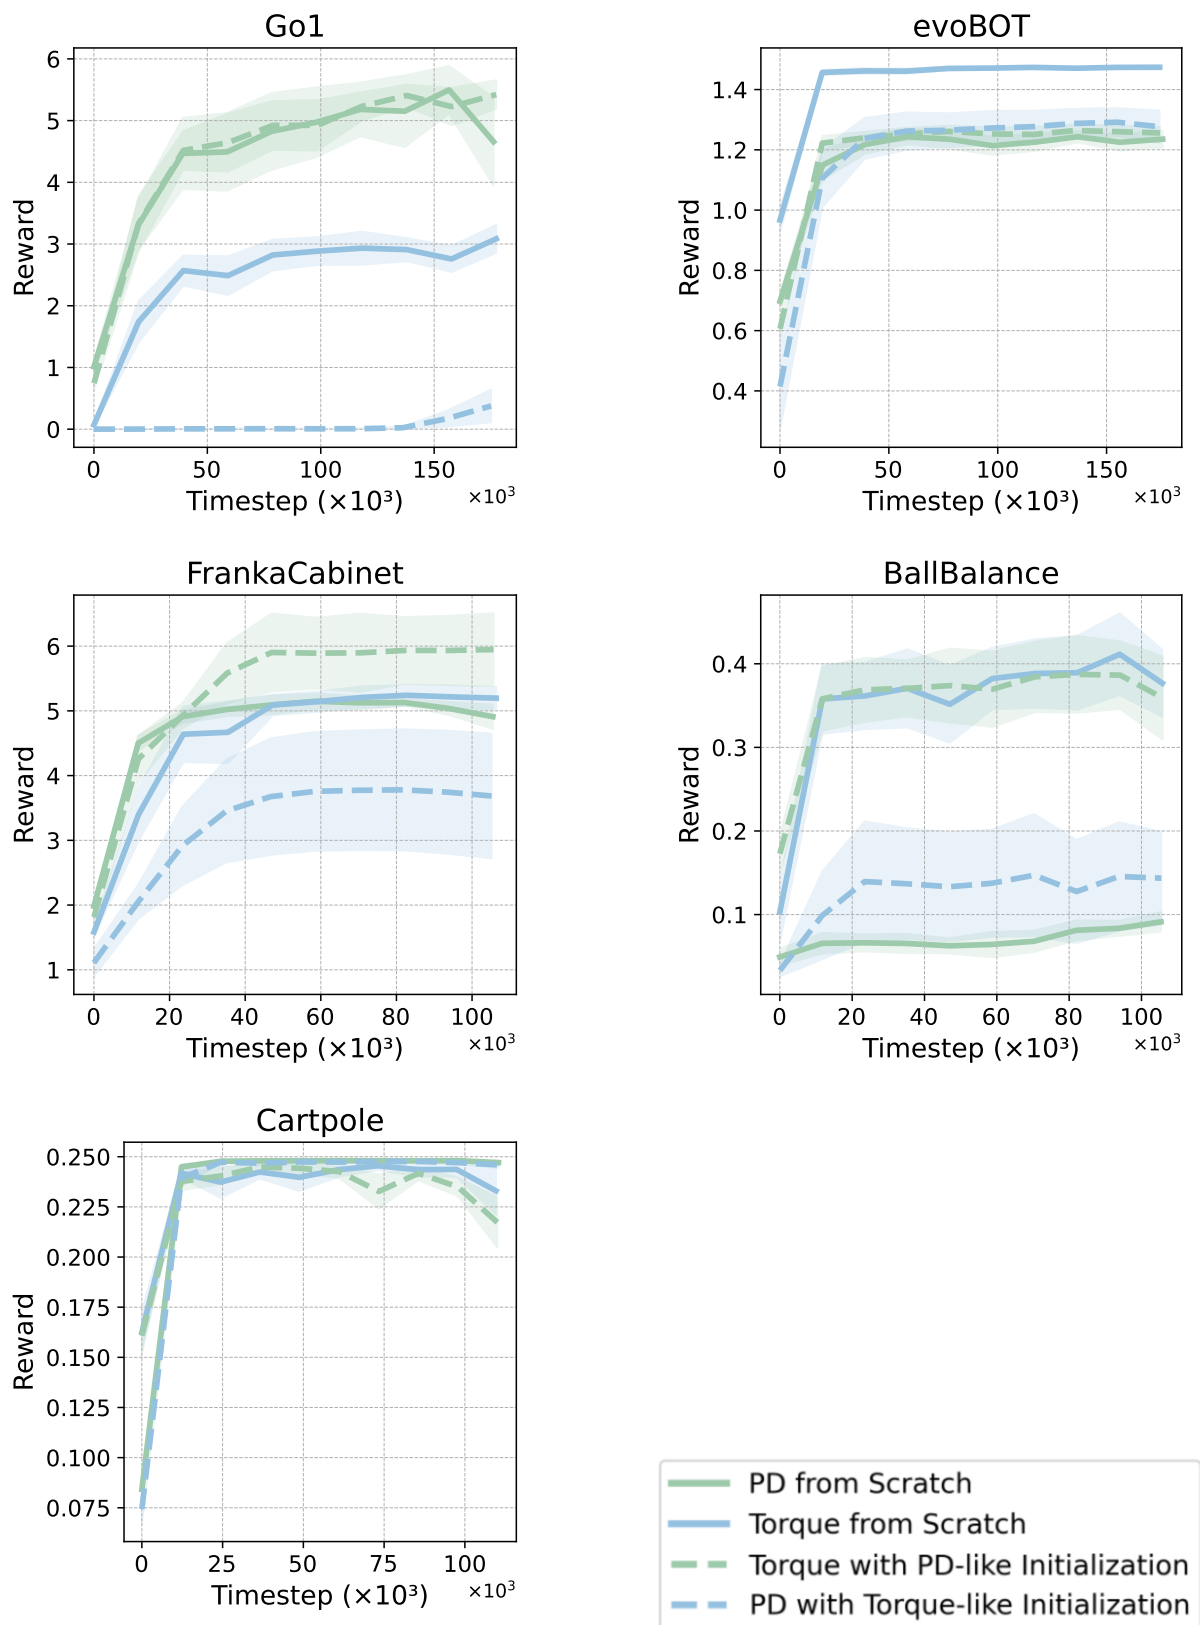 Go1
6
5
4
3
2
1
0
Reward
0 50 100 150
×10³
Timestep (×10³)
evoBOT
1.4
1.2
1.0
0.8
0.6
0.4
Reward
0 50 100 150
×10³
Timestep (×10³)
FrankaCabinet
6
5
4
3
2
1
Reward
0 20 40 60 80 100
×10³
Timestep (×10³)
BallBalance
0.4
0.3
0.2
0.1
Reward
0 20 40 60 80 100
×10³
Timestep (×10³)
Cartpole
0.250
0.225
0.200
0.175
0.150
0.125
0.100
0.075
Reward
0 25 50 75 100
×10³
Timestep (×10³)
PD from Scratch
Torque from Scratch
Torque with PD-like Initialization
PD with Torque-like Initialization